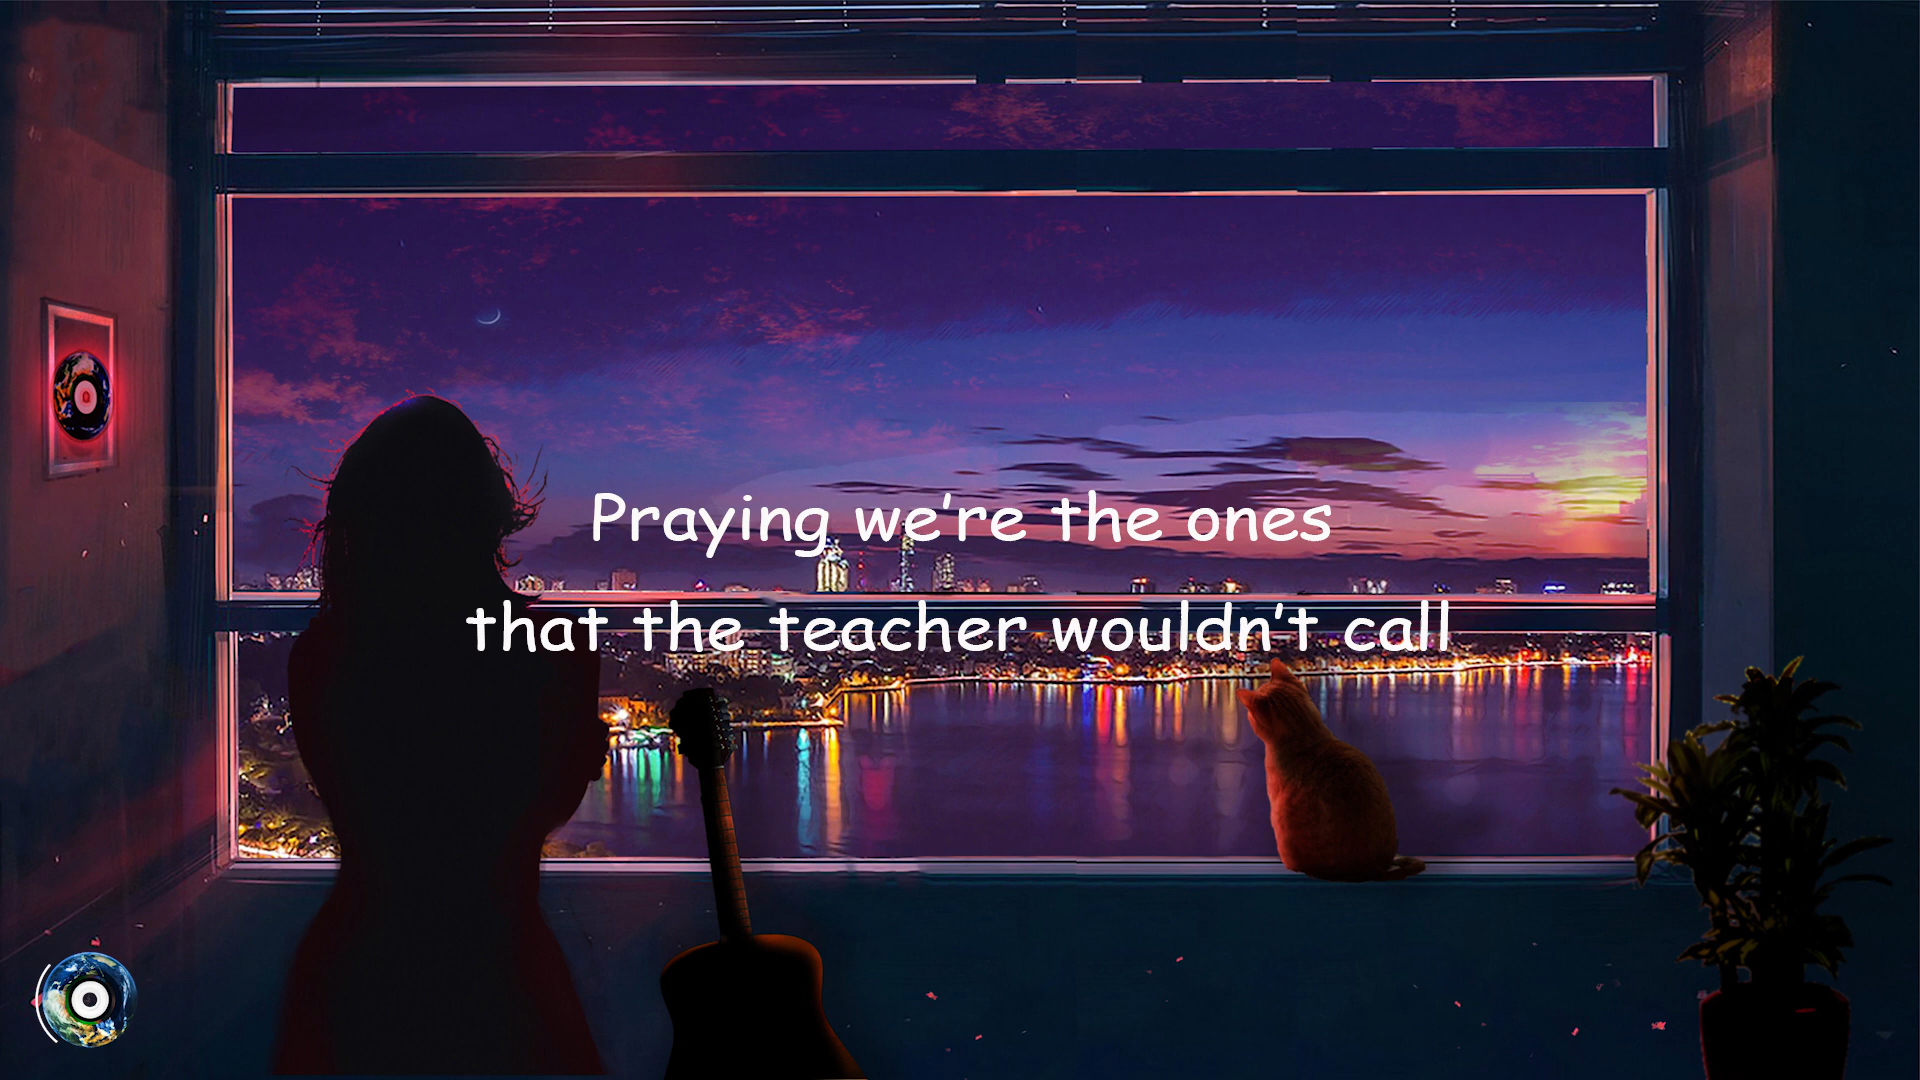 Praying we’re the ones
that the teacher wouldn’t call